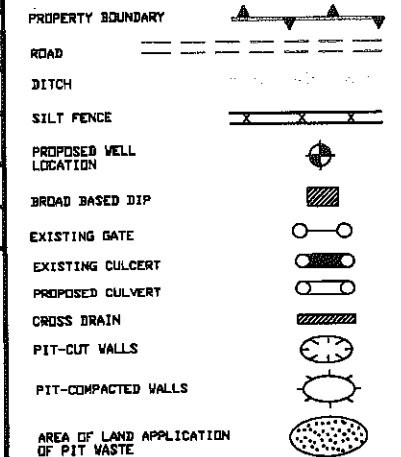 PROPERTY BOUNDARY
ROAD
DITCH
SILT FENCE
PROPOSED WELL
LOCATION
BROAD BASED DIP
EXISTING GATE
EXISTING CULCERT
PROPOSED CULVERT
CROSS DRAIN
PIT-CUT WALLS
PIT-COMPACTED WALLS
AREA OF LAND APPLICATION
OF PIT WASTE